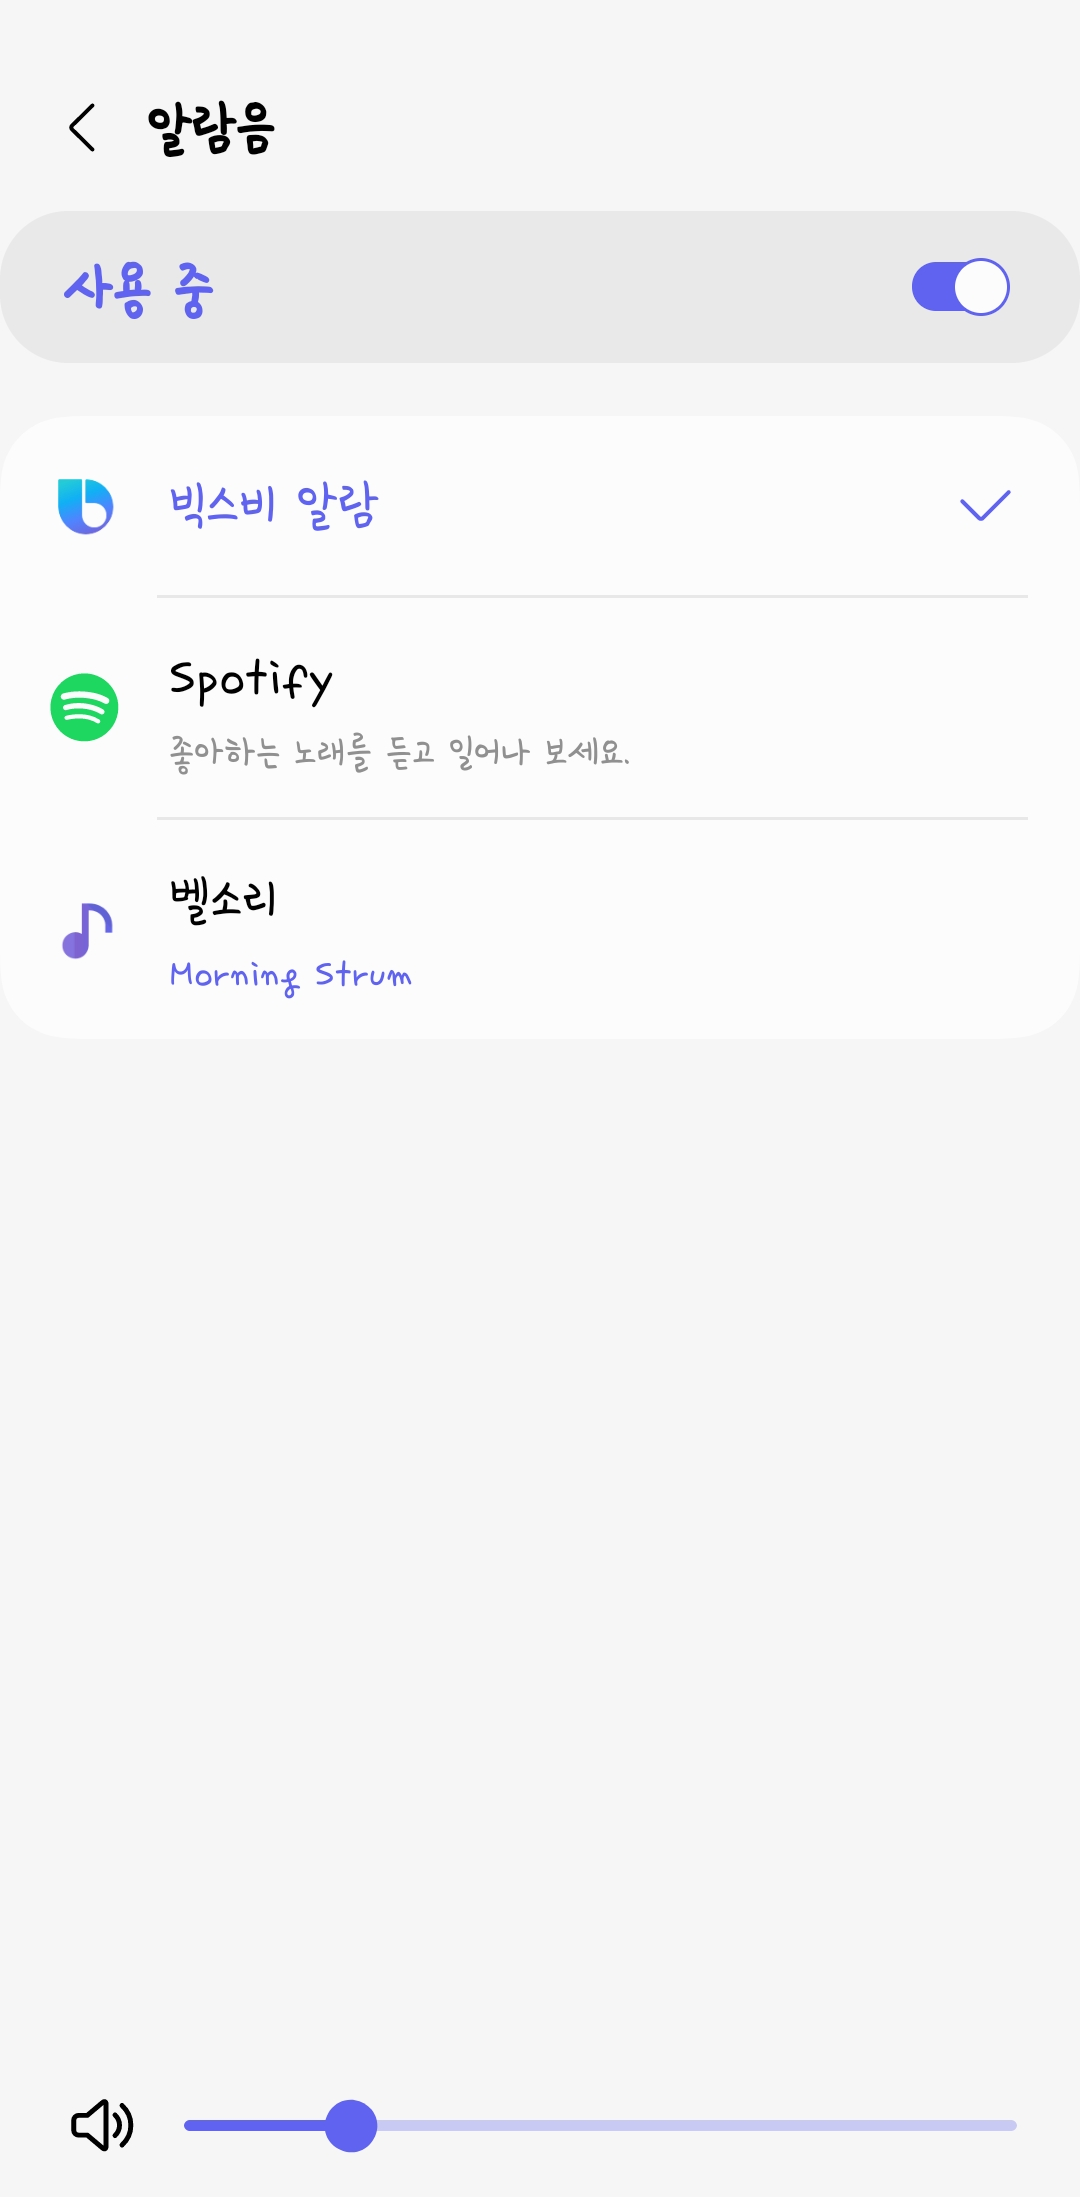 알람음
사용 중
빅스비 알람
Spotify
좋아하는 노래를 듣고 일어나 보세요.
벨소리
Morning Strum